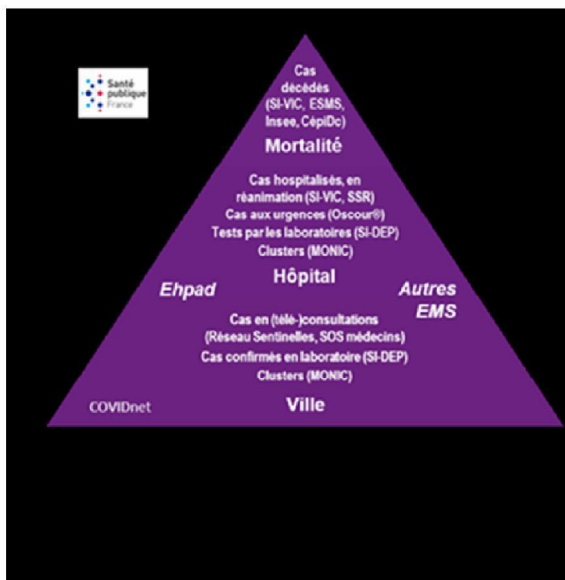 Santé
publique
France
Cas
décédés
(SI-VIC, ESMS,
Insee, CépiDc)
Mortalité
Cas hospitalisés, en
réanimation (SI-VIC, SSR)
Cas aux urgences (Oscour®)
Tests par les laboratoires (SI-DEP)
Clusters (MONIC)
Hôpital
Ehpad
Autres
EMS
Cas en (télé-)consultations
(Réseau Sentinelles, SOS médecins)
Cas confirmés en laboratoire (SI-DEP)
Clusters (MONIC)
COVIDnet
Ville